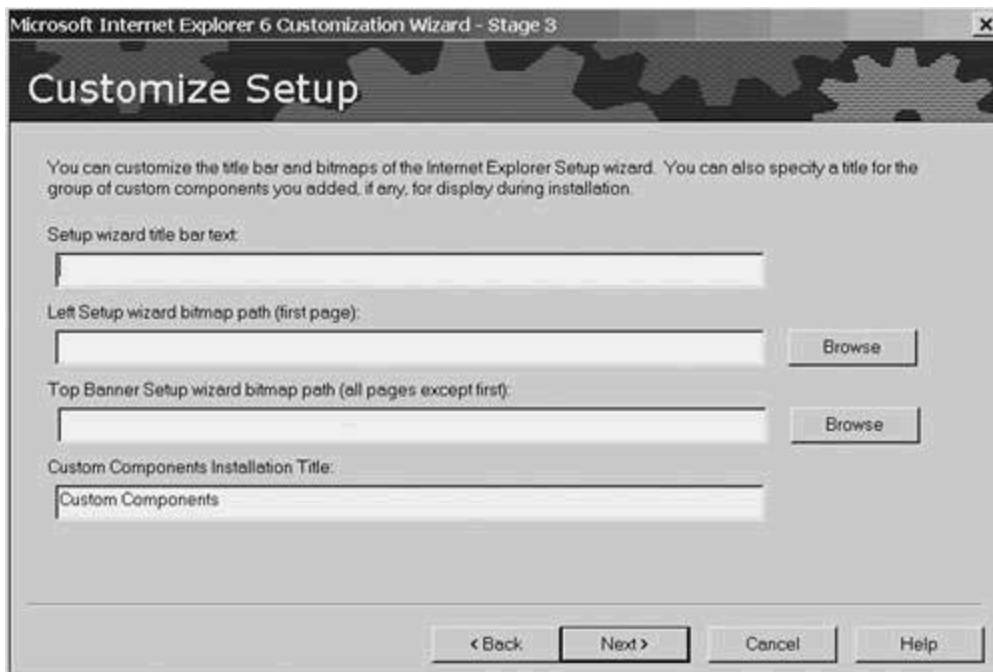 Microsoft Internet Explorer 6 Customization Wizard - Stage 3
Customize Setup
You can customize the title bar and bitmaps of the Internet Explorer Setup wizard. You can also specify a title for the
group of custom components you added, if any, for display during installation.
Setup wizard title bar text:
Left Setup wizard bitmap path (first page):
Browse
Top Banner Setup wizard bitmap path (all pages except first):
Browse
Custom Components Installation Title:
Custom Components
< Back Next > Cancel Help